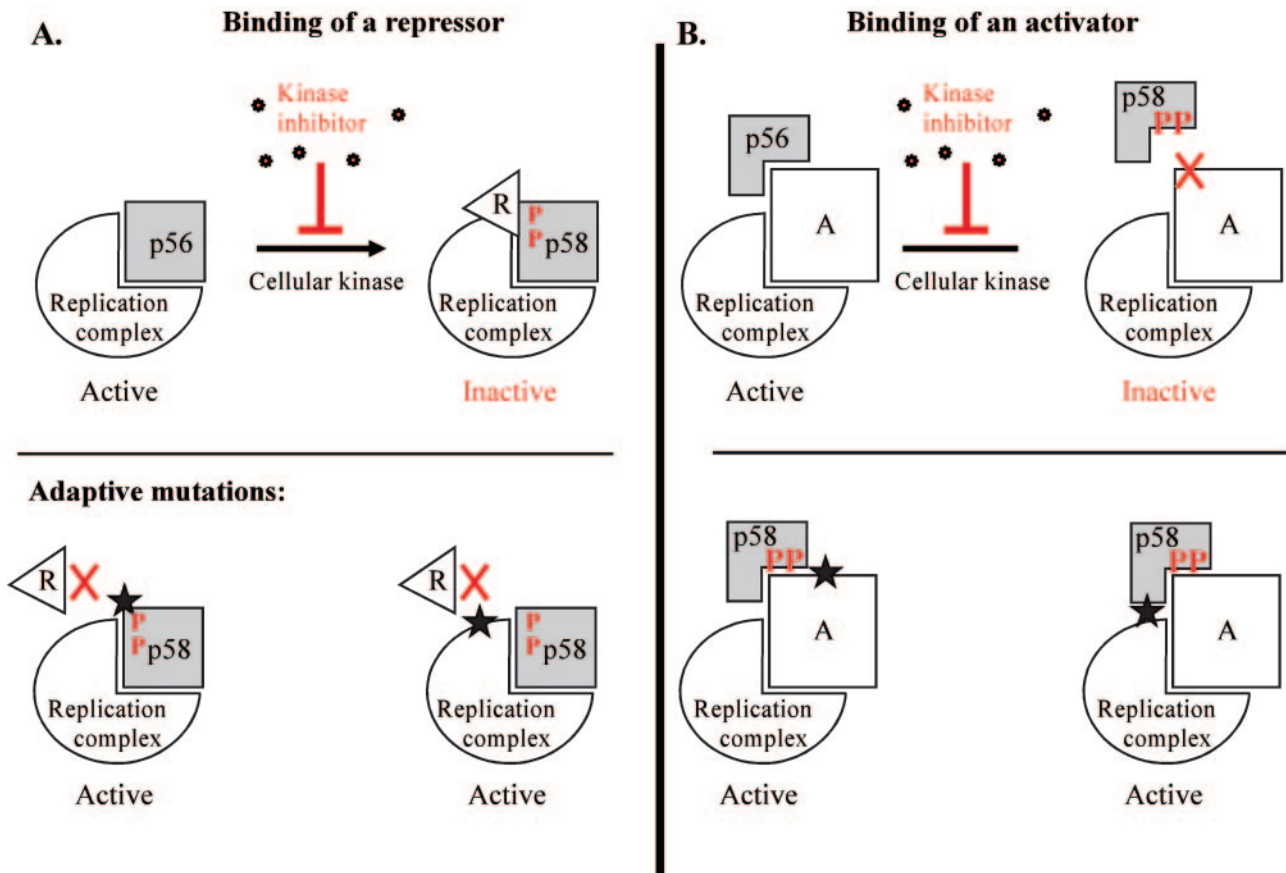 A.
Binding of a repressor
Kinase
inhibitor
p56
Replication
complex
Active
Cellular kinase
R
P
P
p58
Replication
complex
Inactive
Adaptive mutations:
R
P
P
p58
Replication
complex
Active
R
P
P
p58
Replication
complex
Active
B.
Binding of an activator
p56
A
Replication
complex
Active
Kinase
inhibitor
Cellular kinase
p58
PP
A
Replication
complex
Inactive
p58
PP
A
Replication
complex
Active
p58
PP
A
Replication
complex
Active